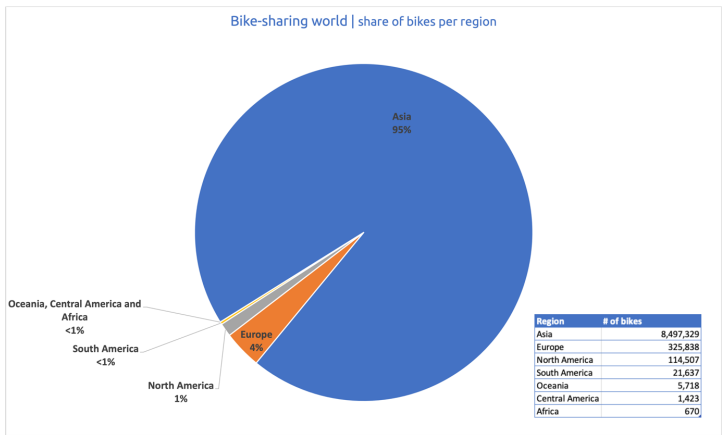 Bike-sharing world | share of bikes per region
Asia
95%
Oceania, Central America and
Africa
<1%
South America
<1%
North America
1%
Europe
4%
Region # of bikes
Asia 8,497,329
Europe 325,838
North America 114,507
South America 21,637
Oceania 5,718
Central America 1,423
Africa 670